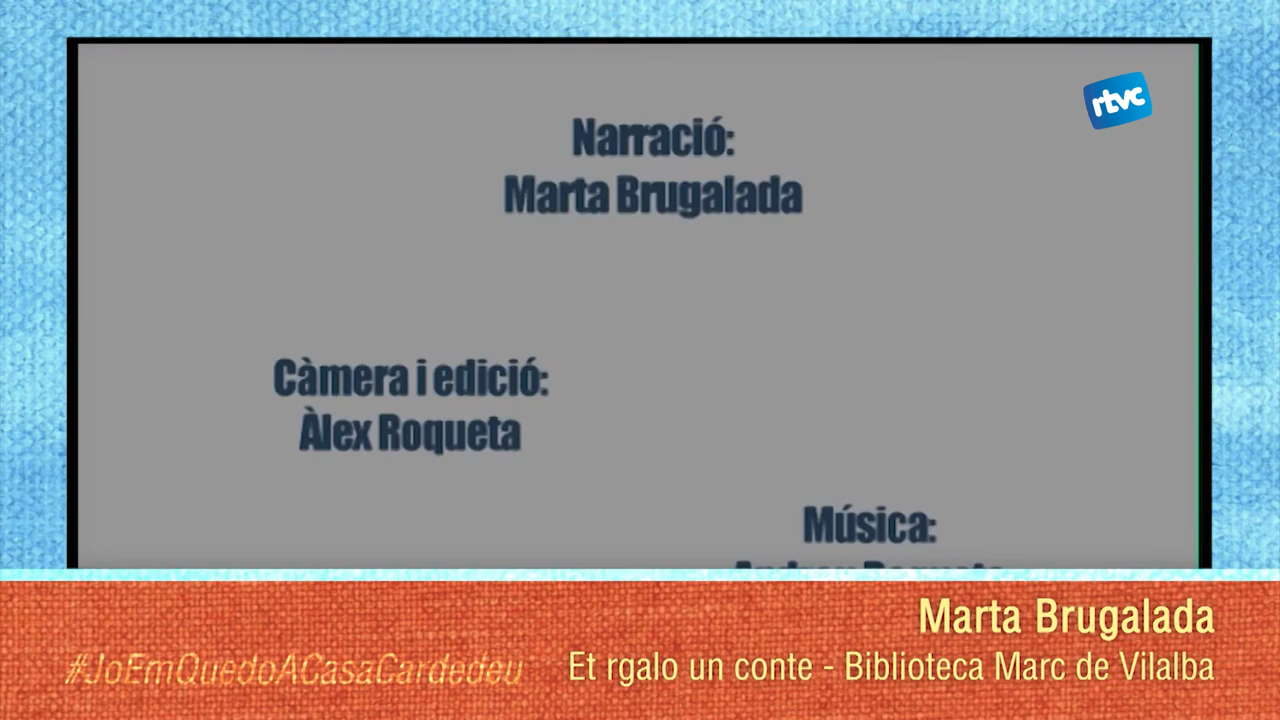 rtvc
Narració:
Marta Brugalada
Càmera i edició:
Àlex Roqueta
Música:
Marta Brugalada
#JoEmQuedoACasaCardedeu
Et rgalo un conte - Biblioteca Marc de Vilalba